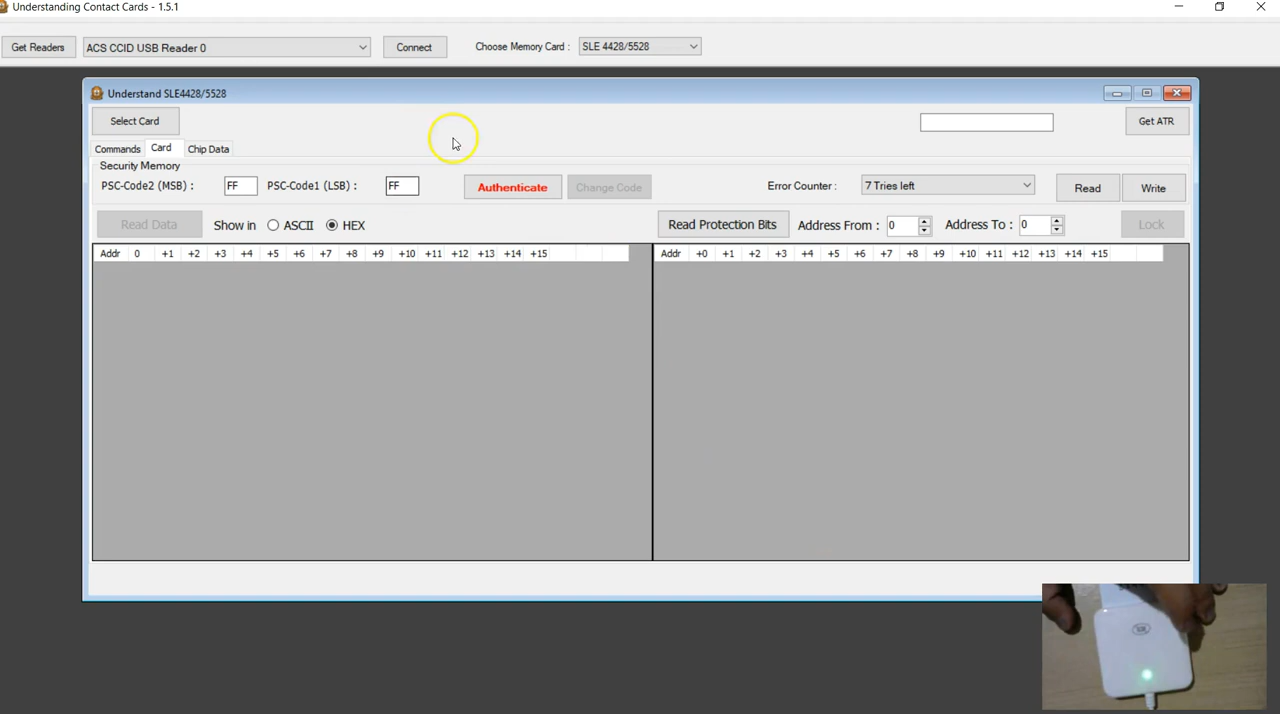 Understanding Contact Cards - 1.5.1
Get Readers ACS CCID USB Reader 0 Connect Choose Memory Card : SLE 4428/5528
Understand SLE4428/5528
Select Card Get ATR
Commands Card Chip Data
Security Memory
PSC-Code2 (MSB) : FF PSC-Code1 (LSB) : FF Authenticate Change Code Error Counter : 7 Tries left Read Write
Read Data Show in ASCII HEX Read Protection Bits Address From : 0 Address To : 0 Lock
Addr 0 +1 +2 +3 +4 +5 +6 +7 +8 +9 +10 +11 +12 +13 +14 +15 Addr +0 +1 +2 +3 +4 +5 +6 +7 +8 +9 +10 +11 +12 +13 +14 +15